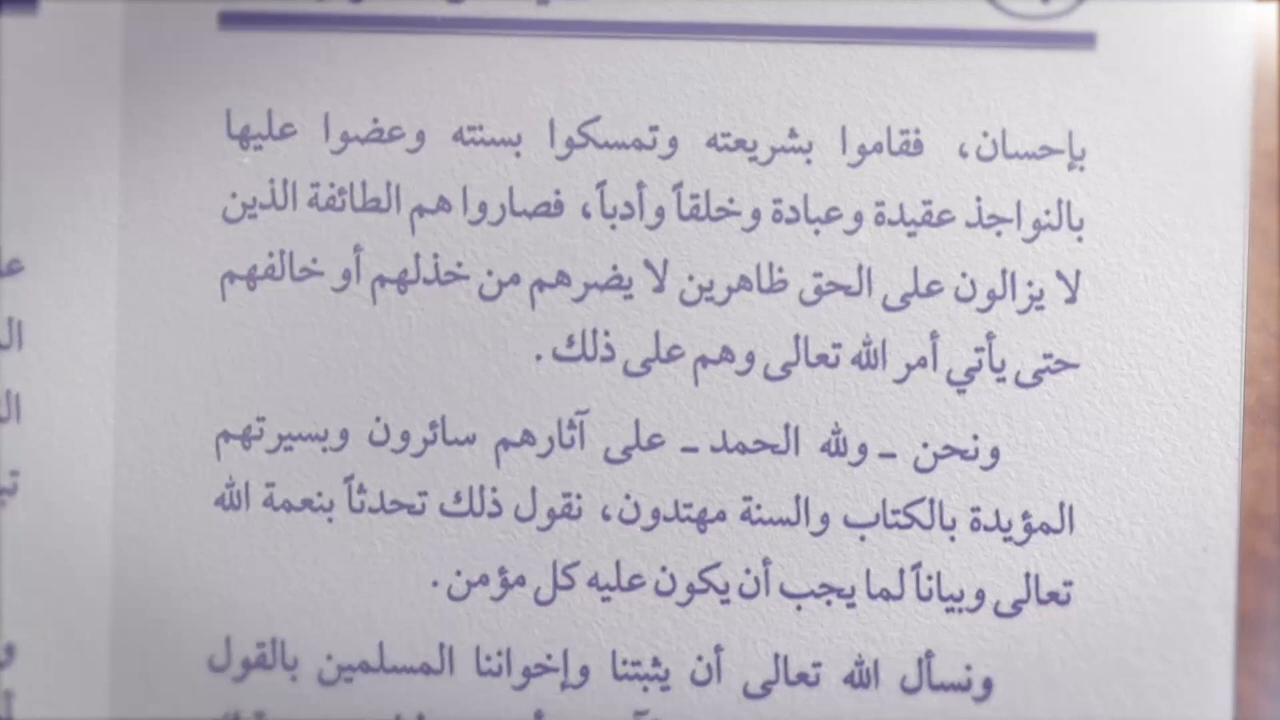 بإحسان، فقاموا بشريعته وتمسكوا بسنته وعضوا عليها
بالنواجذ عقيدة وعبادة وخلقاً وأدباً، فصاروا هم الطائفة الذين
لا يزالون على الحق ظاهرين لا يضرهم من خذلهم أو خالفهم
حتى يأتي أمر الله تعالى وهم على ذلك.
ونحن ـ ولله الحمد ـ على آثارهم سائرون وبسيرتهم
المؤيدة بالكتاب والسنة مهتدون، نقول ذلك تحدثاً بنعمة الله
تعالى وبياناً لما يجب أن يكون عليه كل مؤمن.
ونسأل الله تعالى أن يثبتنا وإخواننا المسلمين بالقول